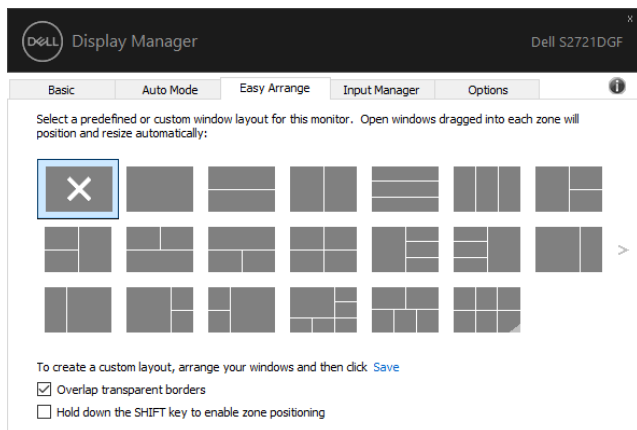 DELL Display Manager
Dell S2721DGF
x
Basic Auto Mode Easy Arrange Input Manager Options i
Select a predefined or custom window layout for this monitor. Open windows dragged into each zone will
position and resize automatically:
>
To create a custom layout, arrange your windows and then click Save
Overlap transparent borders
Hold down the SHIFT key to enable zone positioning